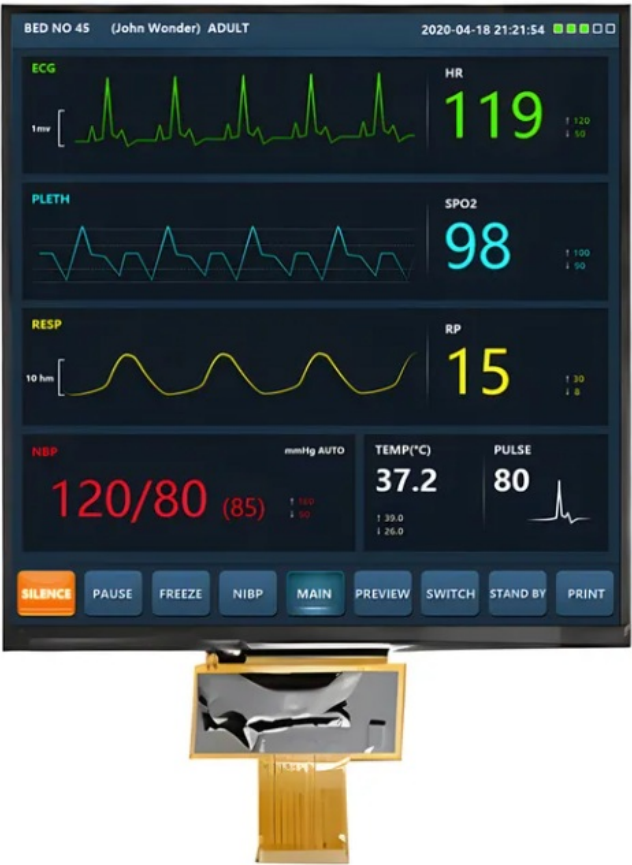 BED NO 45 (John Wonder) ADULT 2020-04-18 21:21:54
ECG
1mv
HR
119
↑ 120
↓ 50
PLETH
SPO2
98
↑ 100
↓ 90
RESP
10 hm
RP
15
↑ 30
↓ 8
NBP
mmHg AUTO
120/80 (85)
TEMP(°C)
37.2
↑ 39.0
↓ 26.0
PULSE
80
SILENCE PAUSE FREEZE NIBP MAIN PREVIEW SWITCH STAND BY PRINT